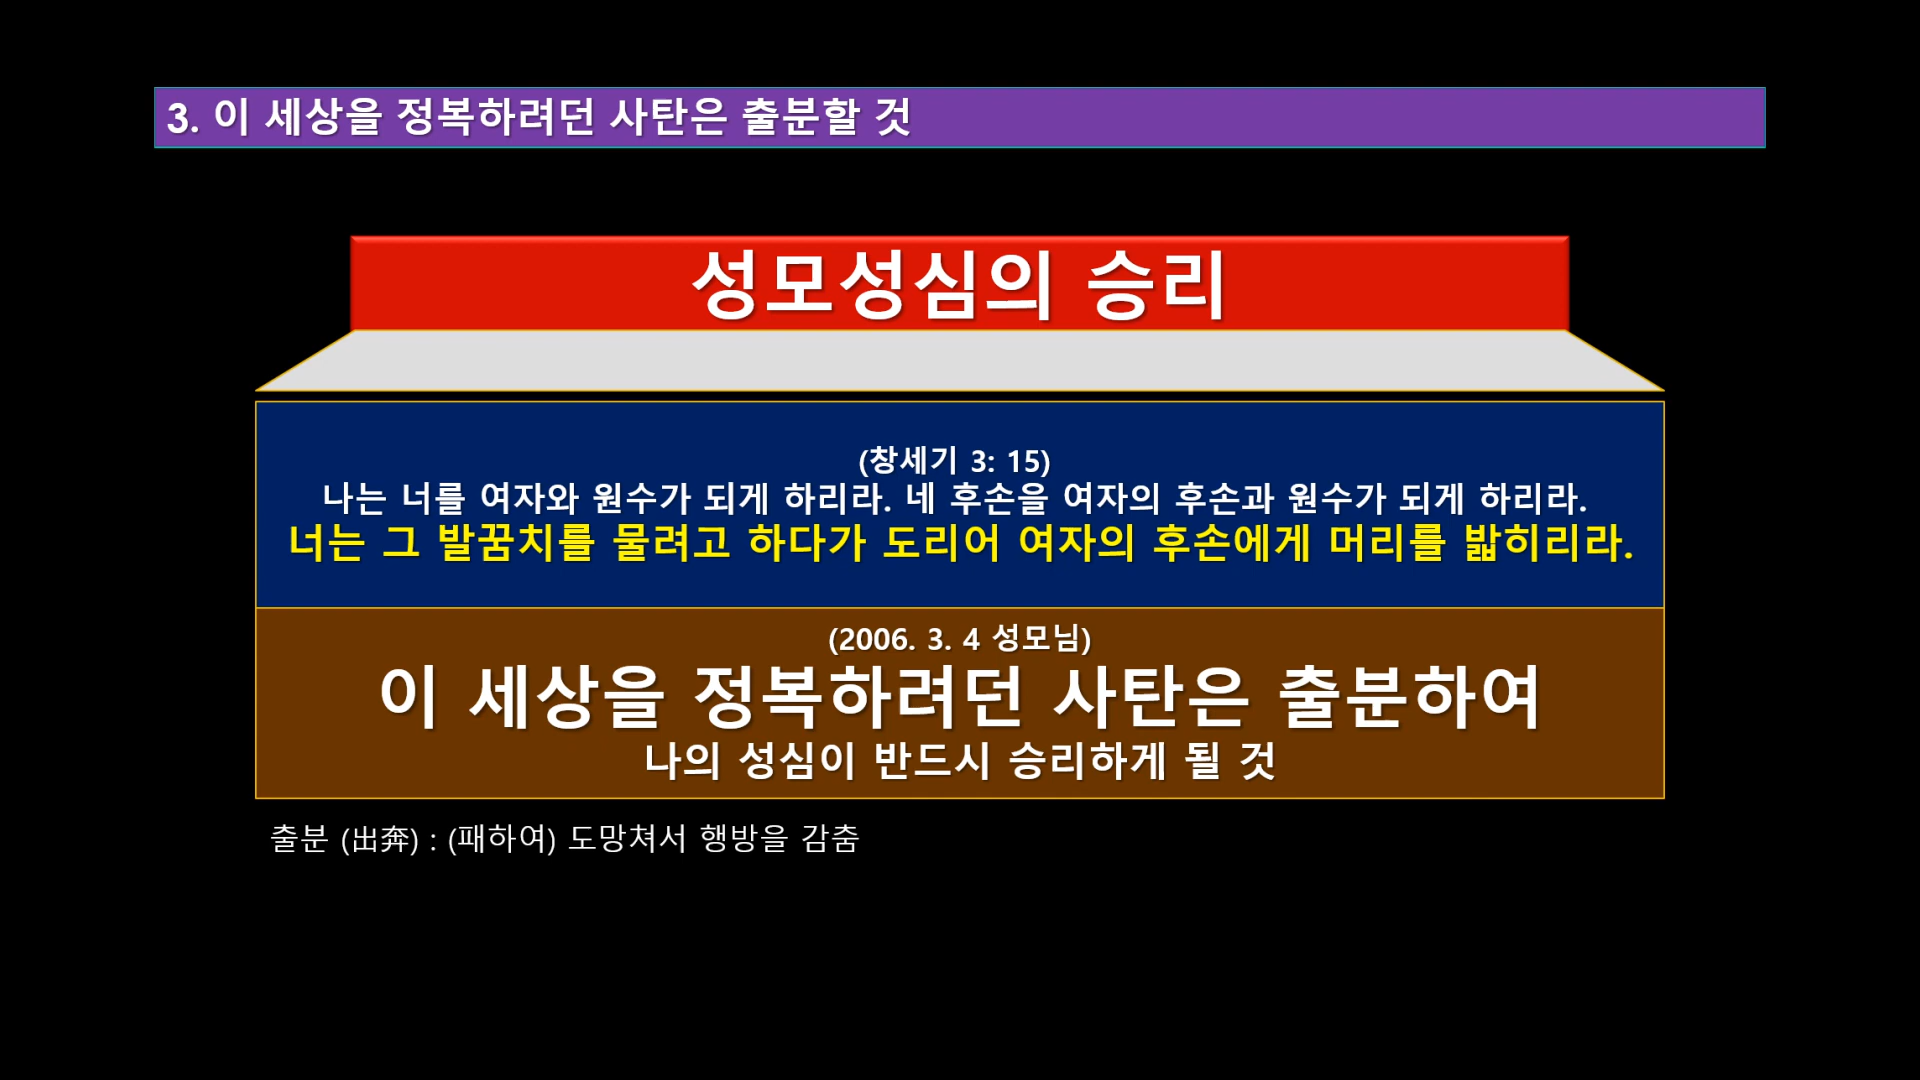 3. 이 세상을 정복하려던 사탄은 출분할 것
성모성심의 승리
(창세기 3: 15)
나는 너를 여자와 원수가 되게 하리라. 네 후손을 여자의 후손과 원수가 되게 하리라.
너는 그 발꿈치를 물려고 하다가 도리어 여자의 후손에게 머리를 밟히리라.
(2006. 3. 4 성모님)
이 세상을 정복하려던 사탄은 출분하여
나의 성심이 반드시 승리하게 될 것
출분 (出奔) : (패하여) 도망쳐서 행방을 감춤